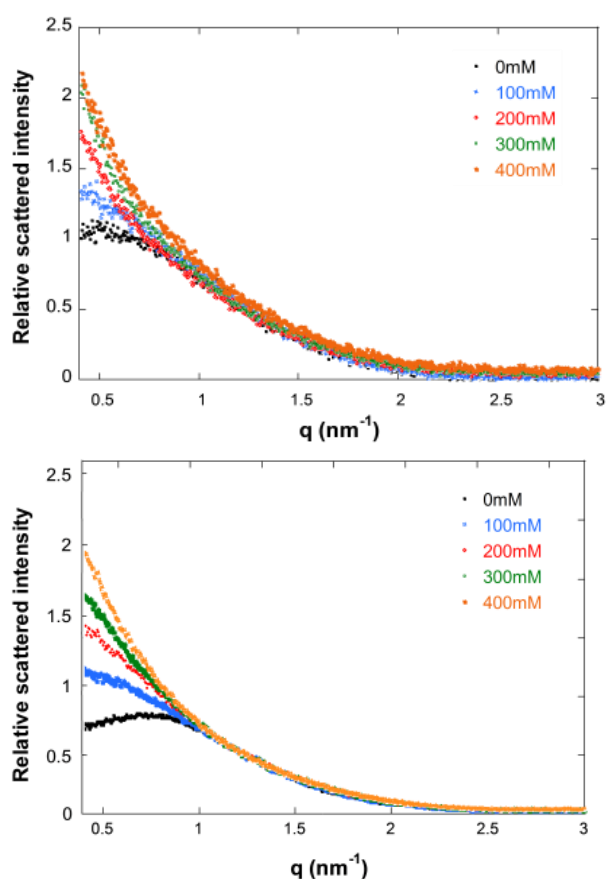 2.5
2
1.5
1
0.5
0
Relative scattered intensity
0mM
100mM
200mM
300mM
400mM
0.5 1 1.5 2 2.5 3
q (nm⁻¹)
2.5
2
1.5
1
0.5
0
Relative scattered intensity
0mM
100mM
200mM
300mM
400mM
0.5 1 1.5 2 2.5 3
q (nm⁻¹)